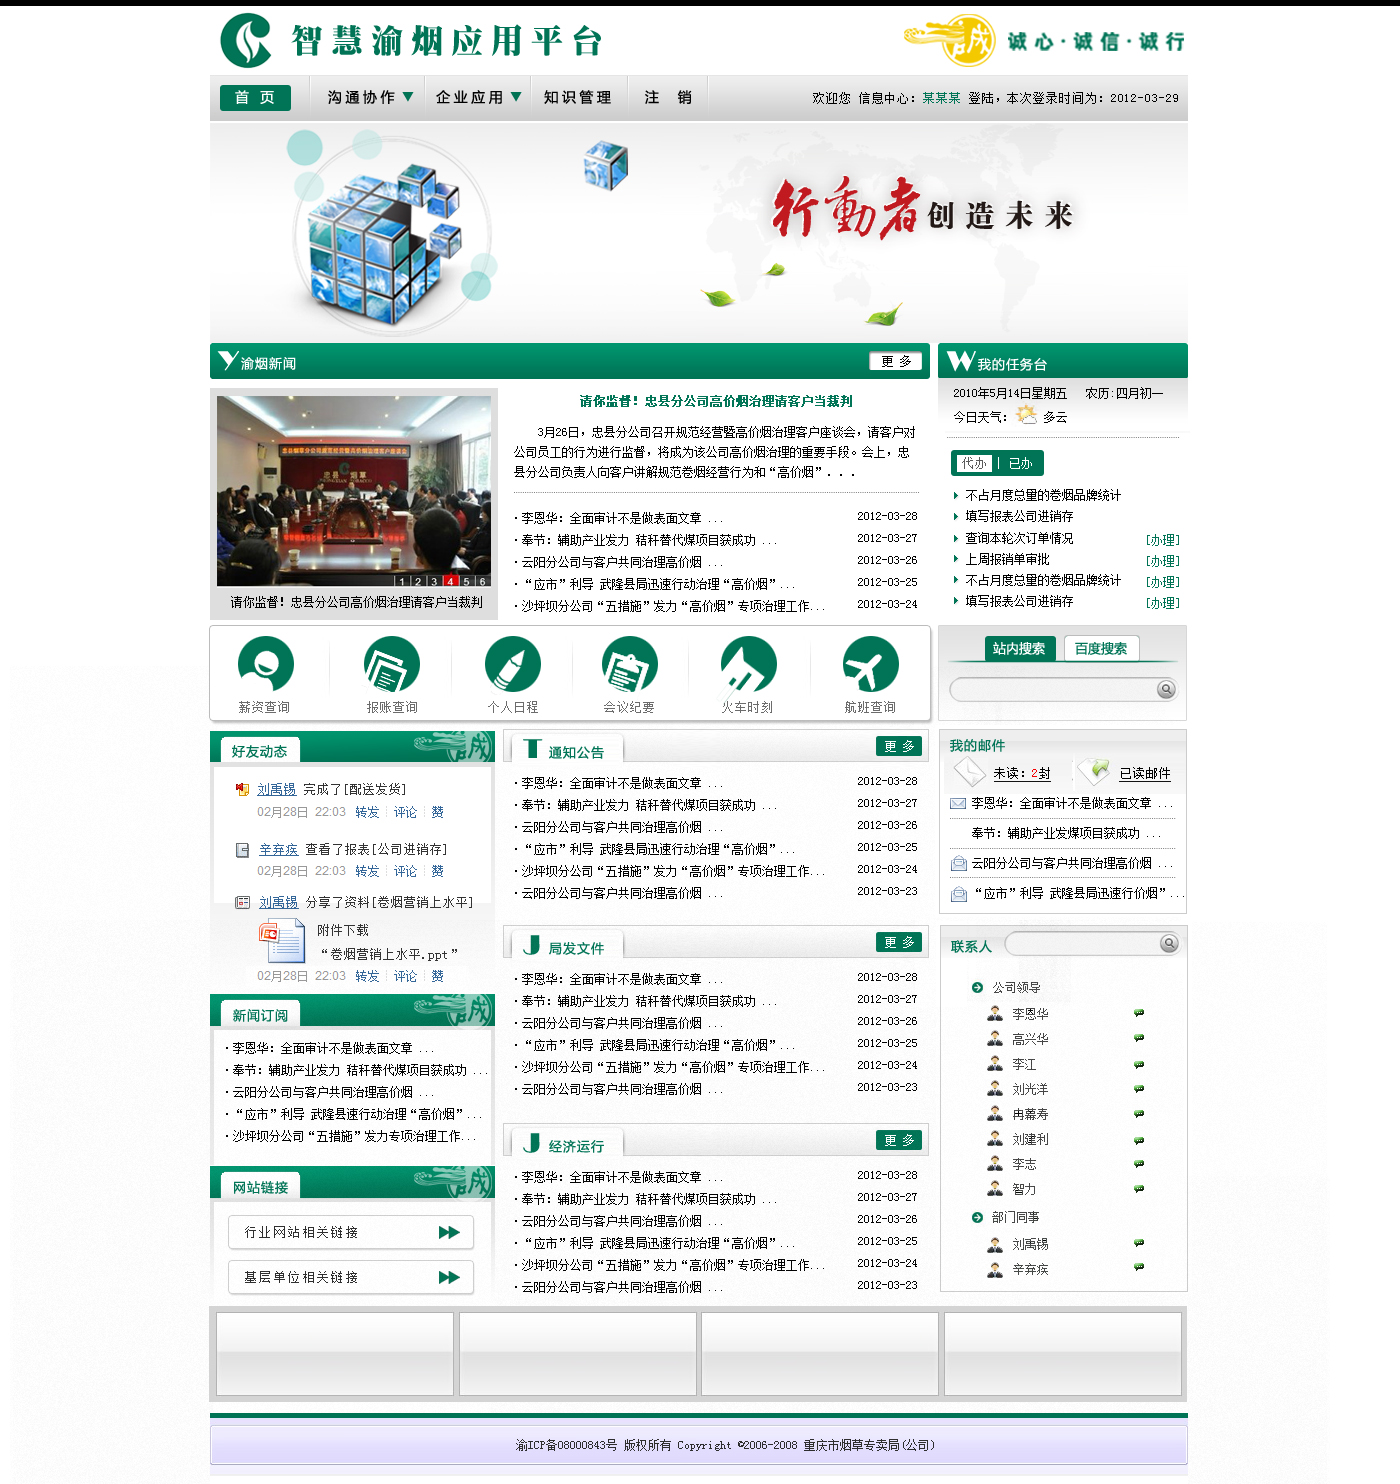 智慧渝烟应用平台
誠
诚心·诚信·诚行
首 页
沟通协作
企业应用
知识管理
注 销
欢迎您 信息中心：某某某 登陆，本次登录时间为：2012-03-29
行動者创造未来
Y渝烟新闻
更 多
请你监督！忠县分公司高价烟治理请客户当裁判
1 2 3 4 5 6
请你监督！忠县分公司高价烟治理请客户当裁判
3月26日，忠县分公司召开规范经营暨高价烟治理客户座谈会，请客户对
公司员工的行为进行监督，将成为该公司高价烟治理的重要手段。会上，忠
县分公司负责人向客户讲解规范卷烟经营行为和“高价烟”...
·李恩华：全面审计不是做表面文章 ... 2012-03-28
·奉节：辅助产业发力 秸秆替代煤项目获成功 ... 2012-03-27
·云阳分公司与客户共同治理高价烟 ... 2012-03-26
·“应市”利导 武隆县局迅速行动治理“高价烟”... 2012-03-25
·沙坪坝分公司“五措施”发力“高价烟”专项治理工作... 2012-03-24
W我的任务台
2010年5月14日星期五 农历:四月初一
今日天气： 多云
代办 | 已办
不占月度总量的卷烟品牌统计
填写报表公司进销存
查询本轮次订单情况 [办理]
上周报销单审批 [办理]
不占月度总量的卷烟品牌统计 [办理]
填写报表公司进销存 [办理]
薪资查询
报账查询
个人日程
会议纪要
火车时刻
航班查询
站内搜索
百度搜索
好友动态
誠
刘禹锡 完成了[配送发货]
02月28日 22:03 转发 评论 赞
辛弃疾 查看了报表[公司进销存]
02月28日 22:03 转发 评论 赞
刘禹锡 分享了资料[卷烟营销上水平]
附件下载
“卷烟营销上水平.ppt”
02月28日 22:03 转发 评论 赞
新闻订阅
誠
·李恩华：全面审计不是做表面文章 ...
·奉节：辅助产业发力 秸秆替代煤项目获成功 ...
·云阳分公司与客户共同治理高价烟 ...
·“应市”利导 武隆县速行动治理“高价烟”...
·沙坪坝分公司“五措施”发力专项治理工作...
网站链接
誠
行业网站相关链接
基层单位相关链接
T 通知公告
更 多
·李恩华：全面审计不是做表面文章 ... 2012-03-28
·奉节：辅助产业发力 秸秆替代煤项目获成功 ... 2012-03-27
·云阳分公司与客户共同治理高价烟 ... 2012-03-26
·“应市”利导 武隆县局迅速行动治理“高价烟”... 2012-03-25
·沙坪坝分公司“五措施”发力“高价烟”专项治理工作... 2012-03-24
·云阳分公司与客户共同治理高价烟 ... 2012-03-23
J 局发文件
更 多
·李恩华：全面审计不是做表面文章 ... 2012-03-28
·奉节：辅助产业发力 秸秆替代煤项目获成功 ... 2012-03-27
·云阳分公司与客户共同治理高价烟 ... 2012-03-26
·“应市”利导 武隆县局迅速行动治理“高价烟”... 2012-03-25
·沙坪坝分公司“五措施”发力“高价烟”专项治理工作... 2012-03-24
·云阳分公司与客户共同治理高价烟 ... 2012-03-23
J 经济运行
更 多
·李恩华：全面审计不是做表面文章 ... 2012-03-28
·奉节：辅助产业发力 秸秆替代煤项目获成功 ... 2012-03-27
·云阳分公司与客户共同治理高价烟 ... 2012-03-26
·“应市”利导 武隆县局迅速行动治理“高价烟”... 2012-03-25
·沙坪坝分公司“五措施”发力“高价烟”专项治理工作... 2012-03-24
·云阳分公司与客户共同治理高价烟 ... 2012-03-23
我的邮件
未读：2封
已读邮件
李恩华：全面审计不是做表面文章 ...
奉节：辅助产业发煤项目获成功 ...
云阳分公司与客户共同治理高价烟 ...
“应市”利导 武隆县局迅速行价烟”...
联系人
公司领导
李恩华
高兴华
李江
刘光洋
冉幕寿
刘建利
李志
智力
部门同事
刘禹锡
辛弃疾
渝ICP备08000843号 版权所有 Copyright ©2006-2008 重庆市烟草专卖局(公司)